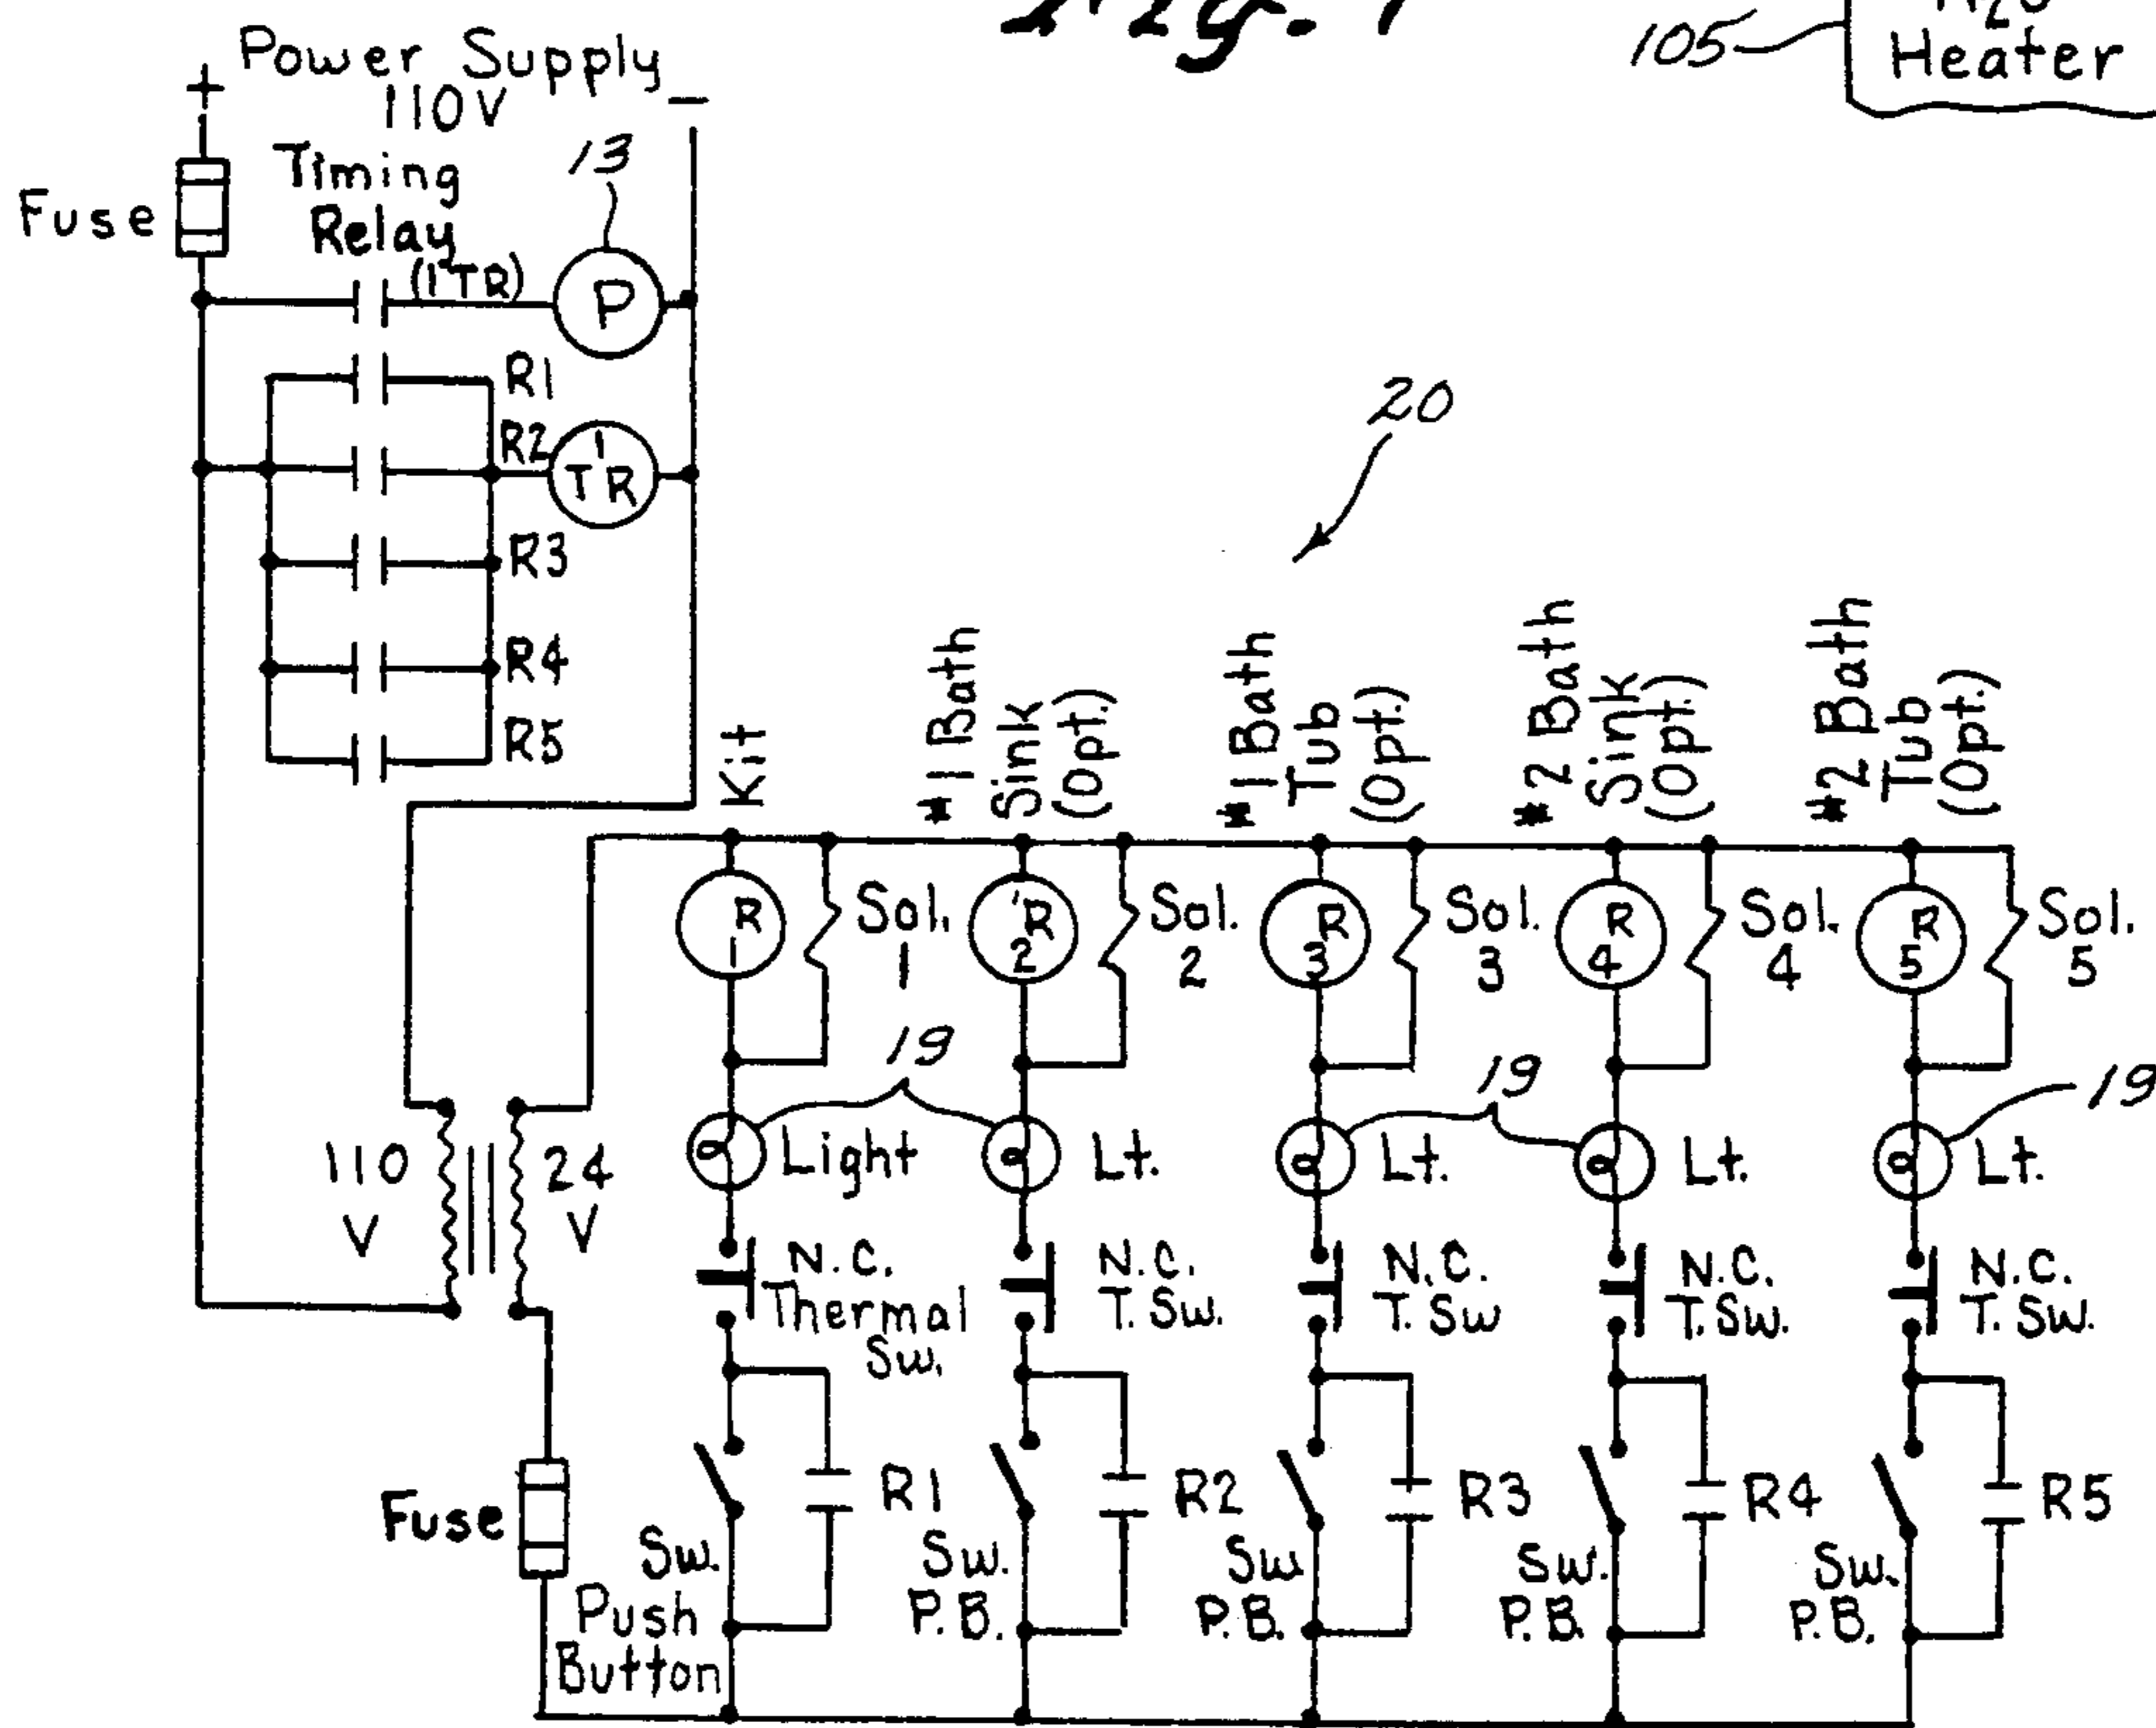 Fig. 7
105
Heater
+ Power Supply -
110V
Timing
Relay
(1TR)
13
Fuse
P
R1
R2
1
TR
R3
R4
R5
20
Kit
#1 Bath
Sink
(Opt.)
#1 Bath
Tub
(Opt.)
#2 Bath
Sink
(Opt.)
#2 Bath
Tub
(Opt.)
R
1
Sol.
1
R
2
Sol.
2
R
3
Sol.
3
R
4
Sol.
4
R
5
Sol.
5
19
19
19
110
V
24
V
Light
Lt.
Lt.
Lt.
Lt.
N.C.
Thermal
Sw.
N.C.
T. Sw.
N.C.
T. Sw
N.C.
T. Sw.
N.C.
T. Sw.
Fuse
R1
R2
R3
R4
R5
Sw.
Push
Button
Sw.
P.B.
Sw
P.B.
Sw.
P.B.
Sw.
P.B.